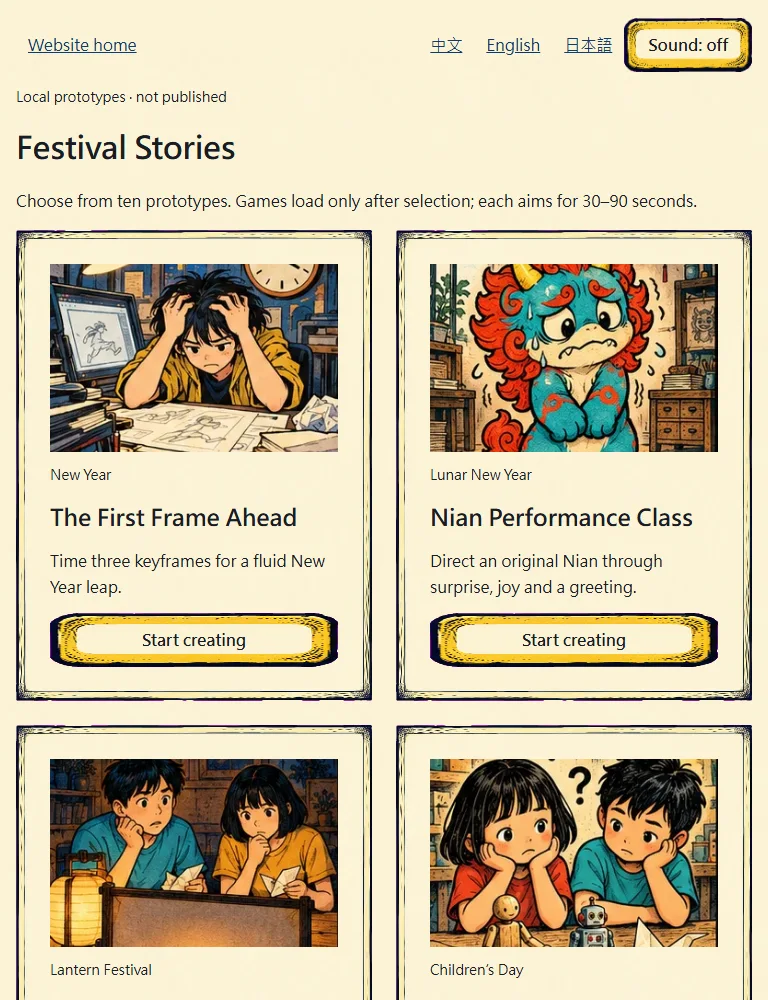 Website home
中文 English 日本語 Sound: off
Local prototypes · not published
Festival Stories
Choose from ten prototypes. Games load only after selection; each aims for 30–90 seconds.
New Year
The First Frame Ahead
Time three keyframes for a fluid New
Year leap.
Start creating
Lunar New Year
Nian Performance Class
Direct an original Nian through
surprise, joy and a greeting.
Start creating
Lantern Festival
?
Children’s Day